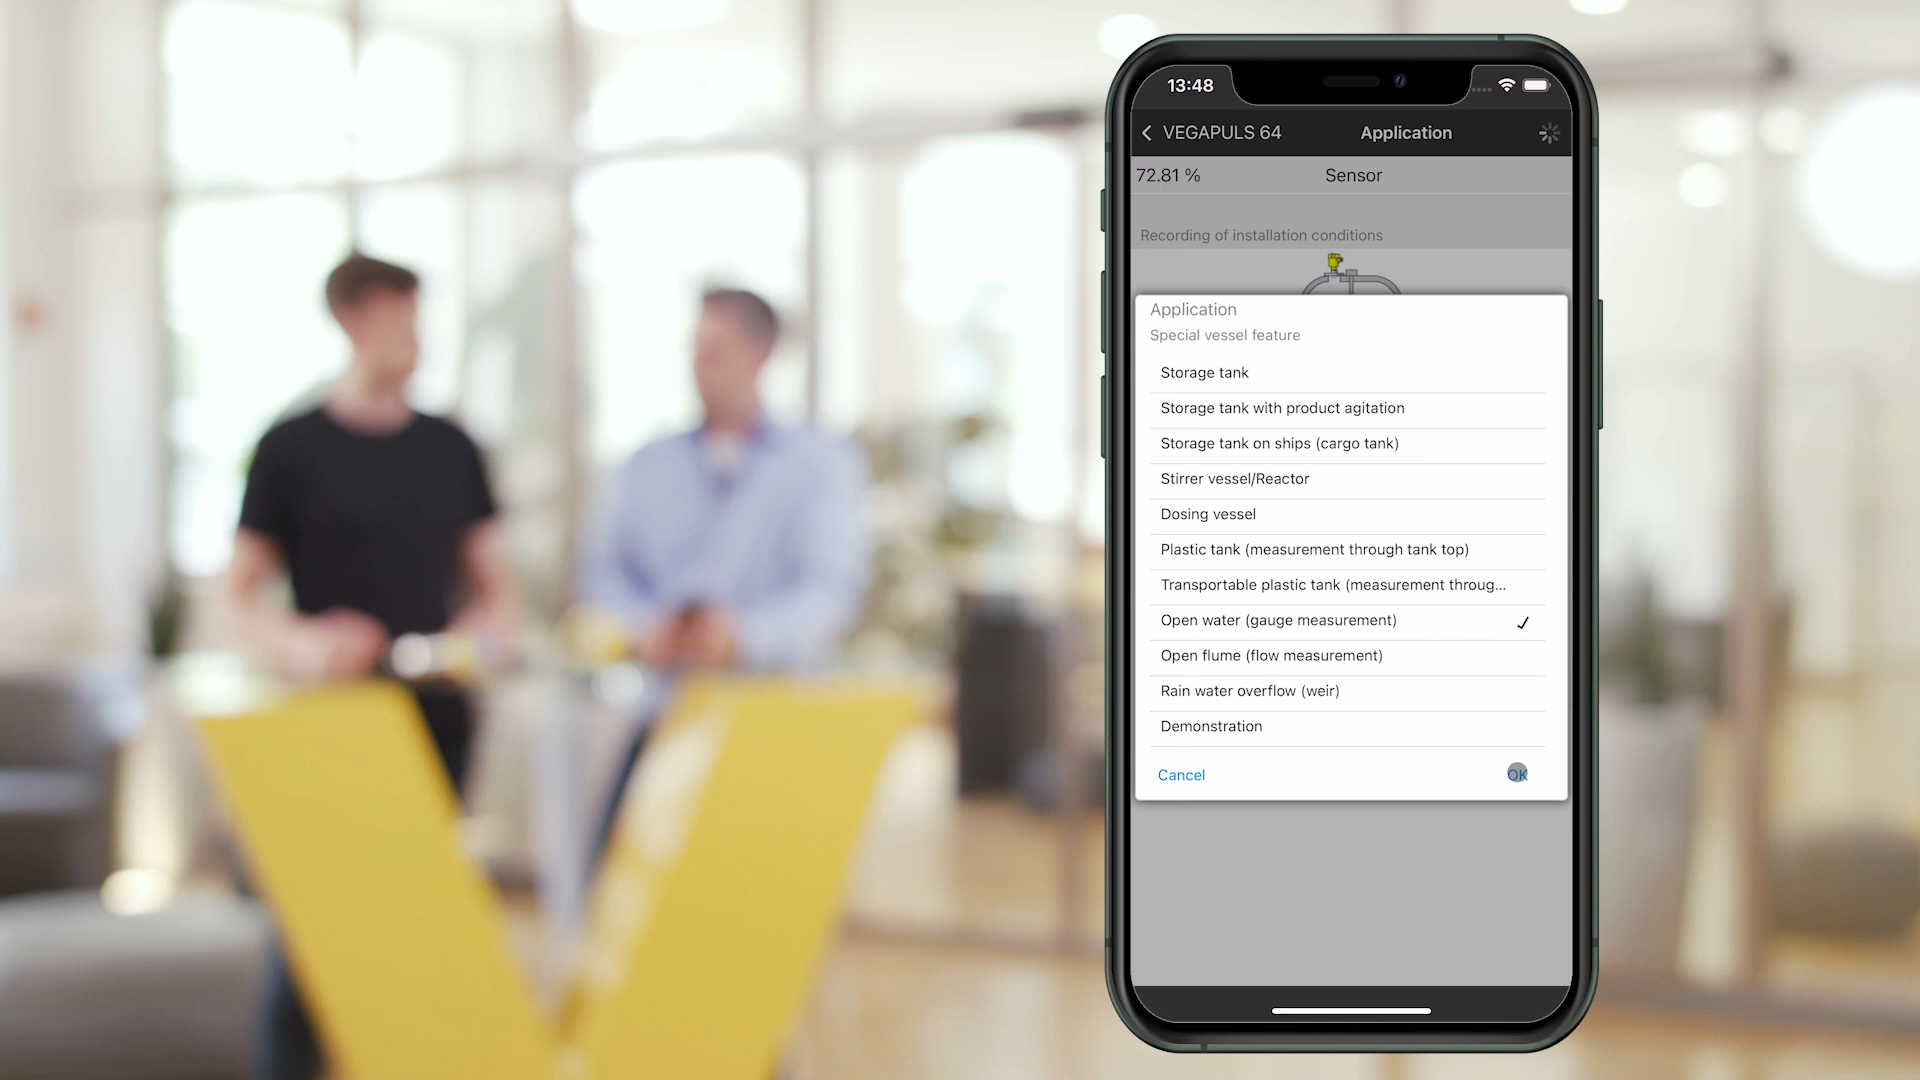 13:48
VEGAPULS 64
Application
72.81 %
Sensor
Recording of installation conditions
Application
Special vessel feature
Storage tank
Storage tank with product agitation
Storage tank on ships (cargo tank)
Stirrer vessel/Reactor
Dosing vessel
Plastic tank (measurement through tank top)
Transportable plastic tank (measurement throug...
Open water (gauge measurement)
Open flume (flow measurement)
Rain water overflow (weir)
Demonstration
Cancel
OK